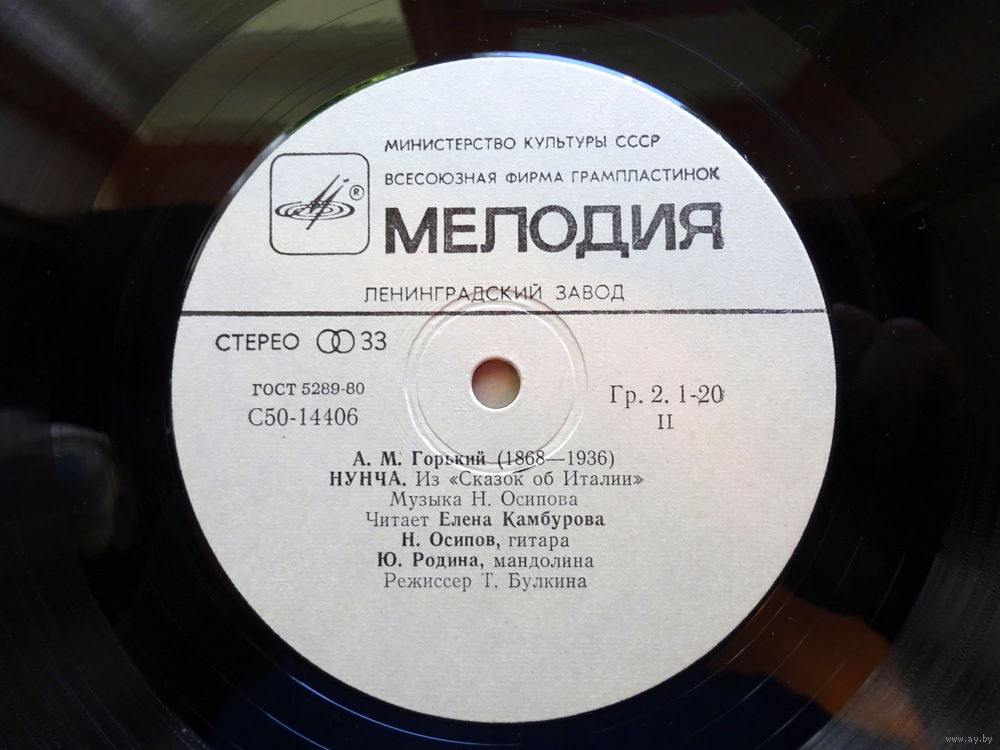 МИНИСТЕРСТВО КУЛЬТУРЫ СССР
ВСЕСОЮЗНАЯ ФИРМА ГРАМПЛАСТИНОК
®
МЕЛОДИЯ
ЛЕНИНГРАДСКИЙ ЗАВОД
СТЕРЕО 33
ГОСТ 5289-80
С50-14406
Гр. 2. 1-20
II
А. М. Горький (1868—1936)
НУНЧА. Из «Сказок об Италии»
Музыка Н. Осипова
Читает Елена Камбурова
Н. Осипов, гитара
Ю. Родина, мандолина
Режиссер Т. Булкина
www.ay.by